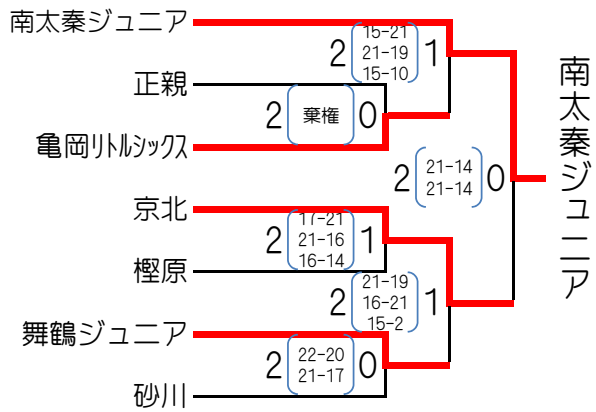 南太秦ジュニア
2
15-21
21-19
15-10
1
正親
2
棄権
0
亀岡リトルシックス
2
21-14
21-14
0
南太秦ジュニア
京北
2
17-21
21-16
16-14
1
樫原
2
21-19
16-21
15-2
1
舞鶴ジュニア
2
22-20
21-17
0
砂川